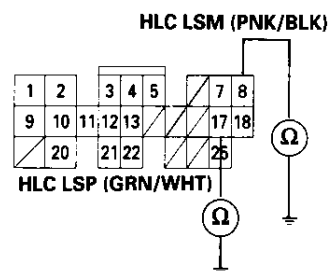 HLC LSM (PNK/BLK)
1 2 3 4 5 7 8
9 10 11 12 13 17 18
Ω
20 21 22 25
HLC LSP (GRN/WHT)
Ω